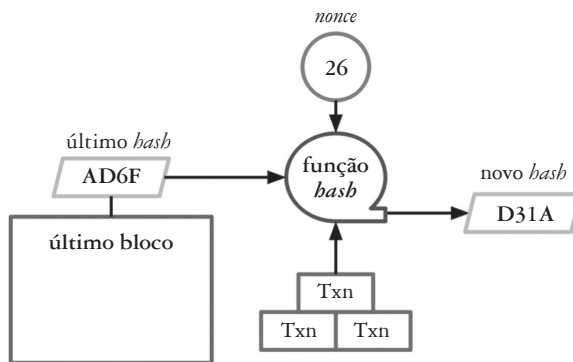 nonce
26
último hash
AD6F
função
hash
novo hash
D31A
último bloco
Txn
Txn Txn